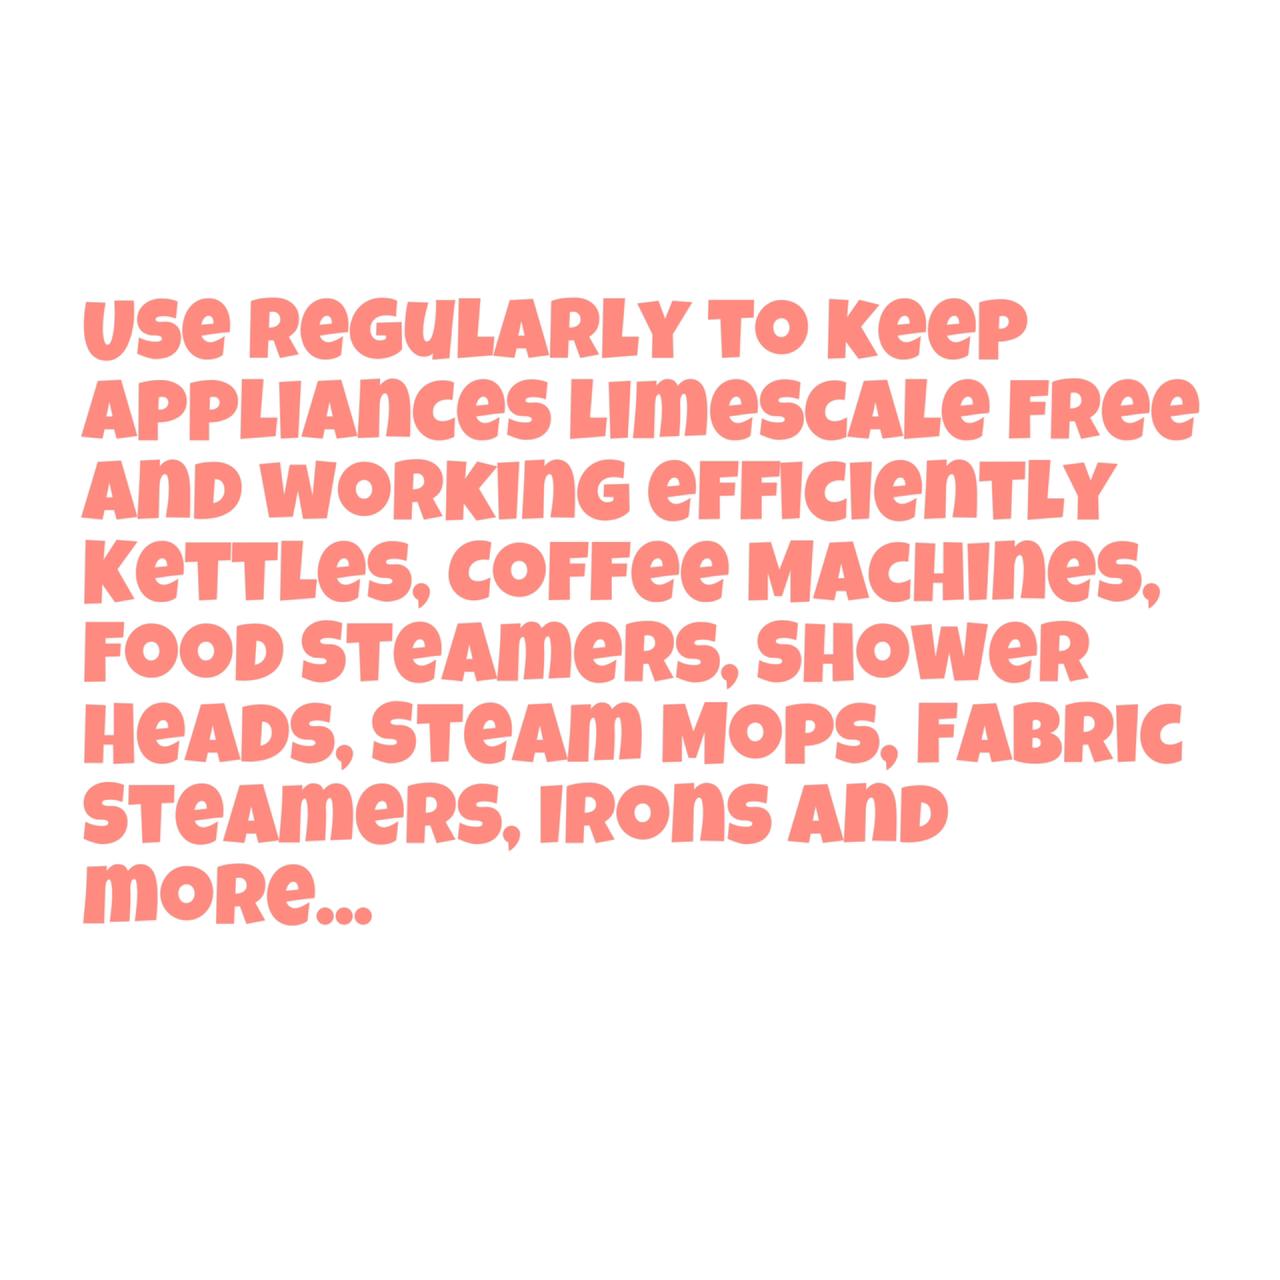 Use Regularly to keep
appliances limescale free
and working efficiently
Kettles, coffee machines,
food steamers, shower
heads, steam mops, fabric
steamers, irons and
more...